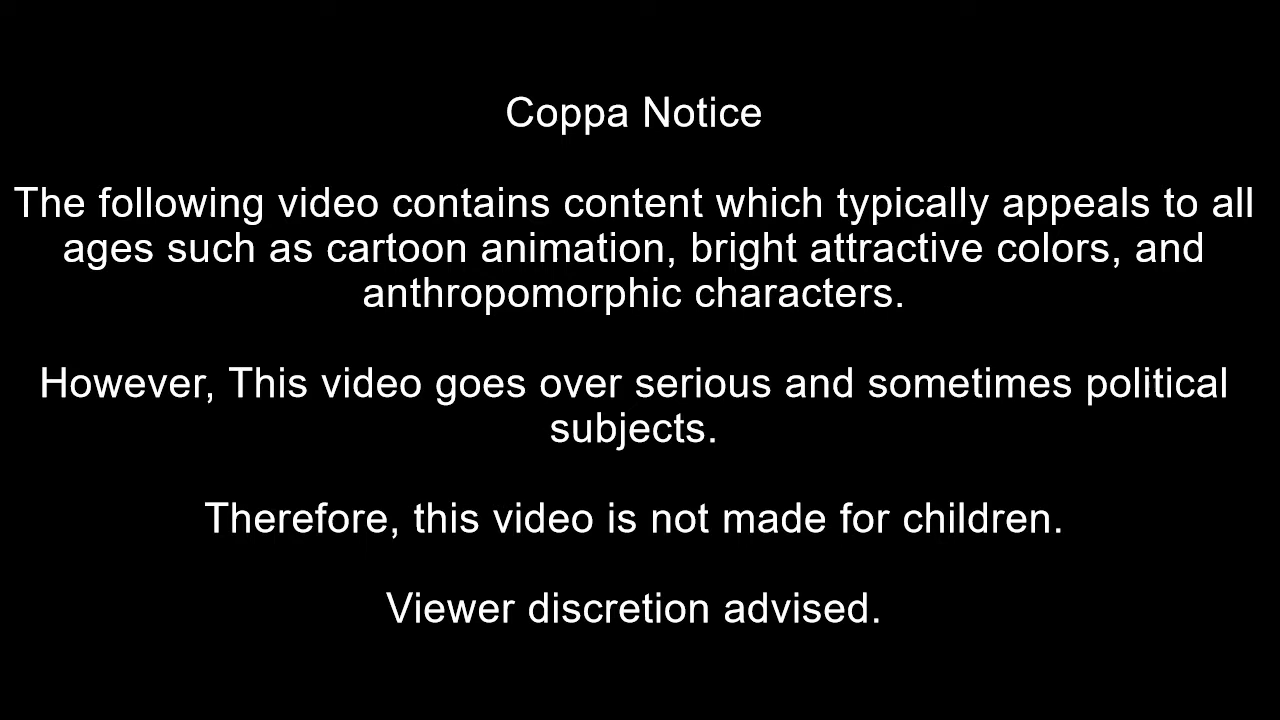 Coppa Notice
The following video contains content which typically appeals to all
ages such as cartoon animation, bright attractive colors, and
anthropomorphic characters.
However, This video goes over serious and sometimes political
subjects.
Therefore, this video is not made for children.
Viewer discretion advised.